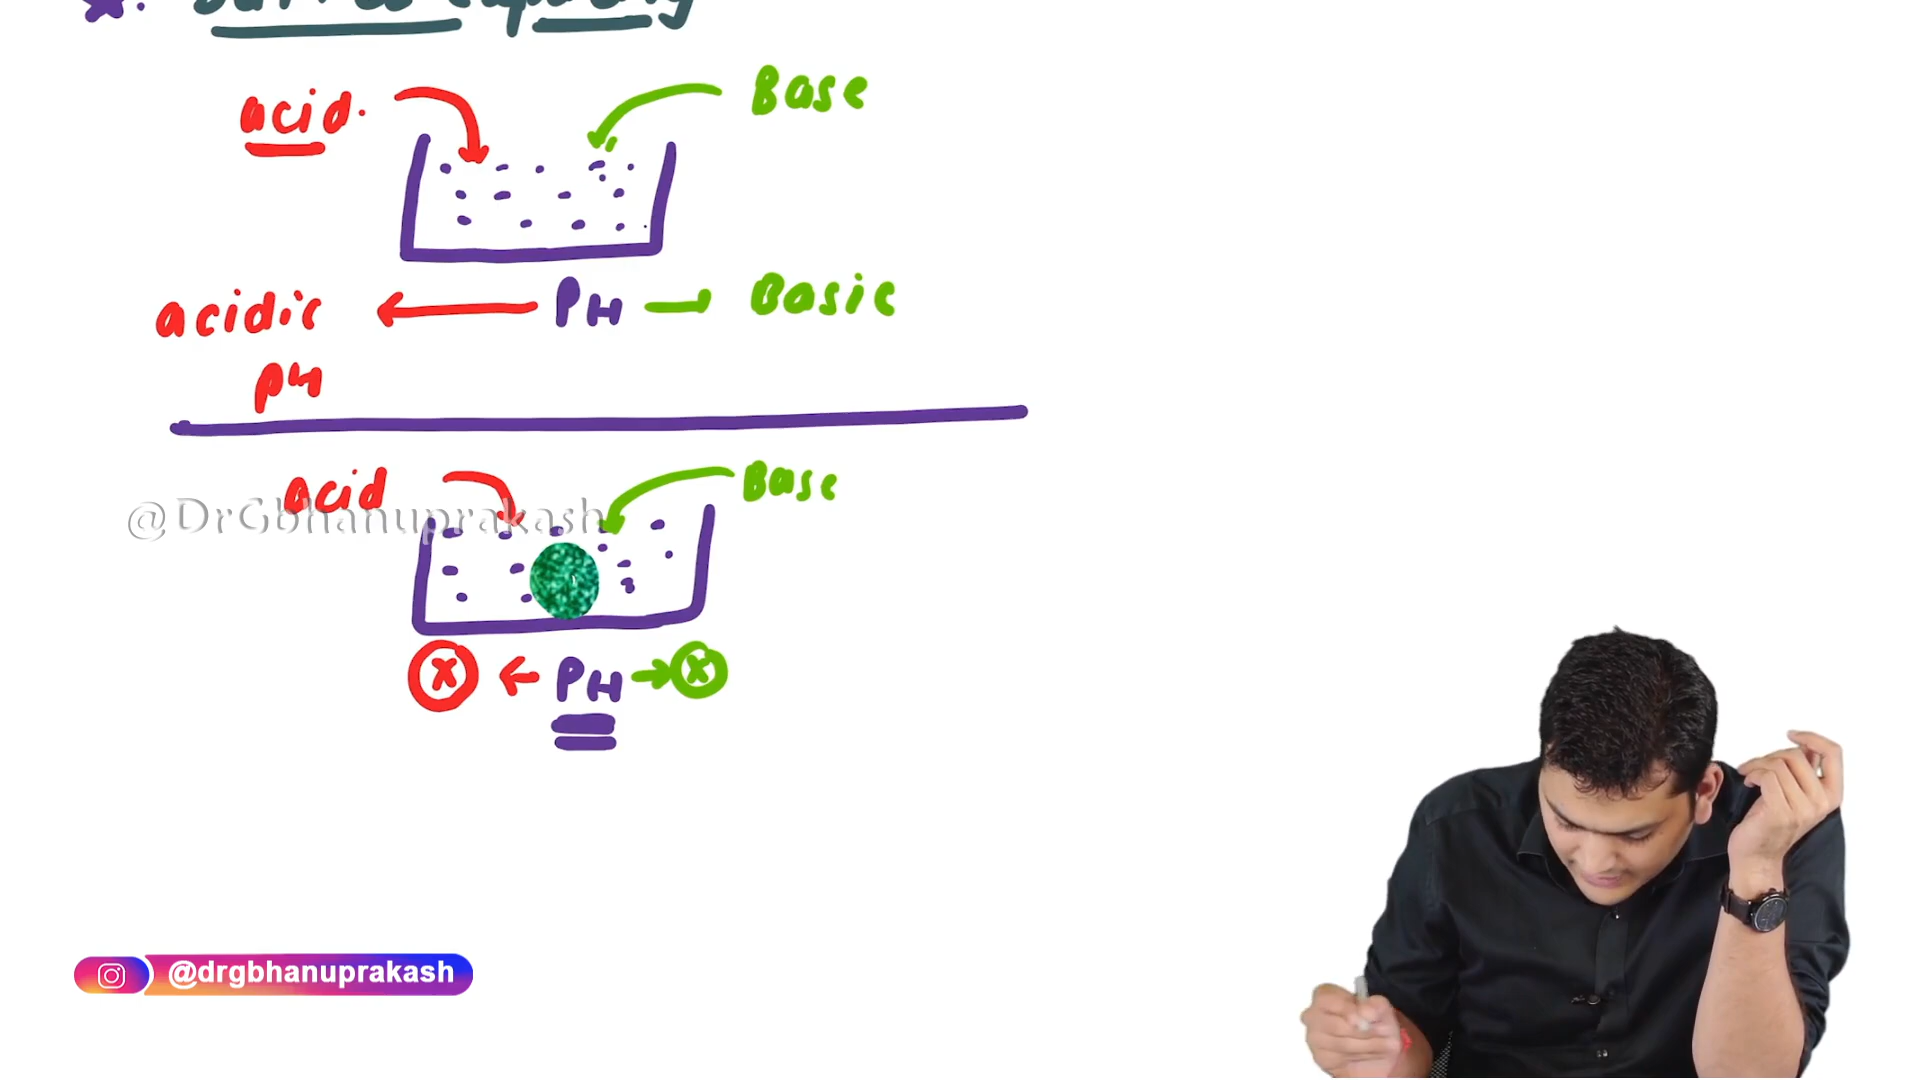 acid. Base
acidic PH Basic
PH
acid Base
@DrGbhanuprakash
X PH X
@drgbhanuprakash